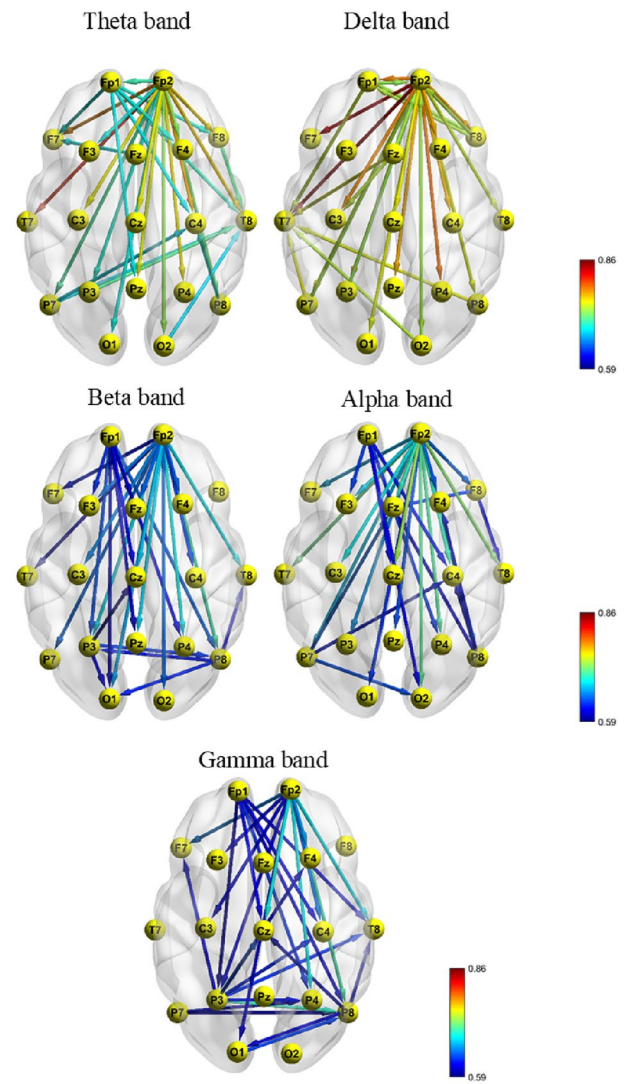 Theta band
Delta band
Fp1 Fp2
Fp1 Fp2
F7 F3 Fz F4 F8
F7 F3 Fz F4 F8
T7 C3 Cz C4 T8
T7 C3 Cz C4 T8
P7 P3 Pz P4 P8
P7 P3 Pz P4 P8
O1 O2
O1 O2
0.86
0.59
Beta band
Alpha band
Fp1 Fp2
Fp1 Fp2
F7 F3 Fz F4 F8
F7 F3 Fz F4 F8
T7 C3 Cz C4 T8
T7 C3 Cz C4 T8
P7 P3 Pz P4 P8
P7 P3 Pz P4 P8
O1 O2
O1 O2
0.86
0.59
Gamma band
Fp1 Fp2
F7 F3 Fz F4 F8
T7 C3 Cz C4 T8
P7 P3 Pz P4 P8
O1 O2
0.86
0.59